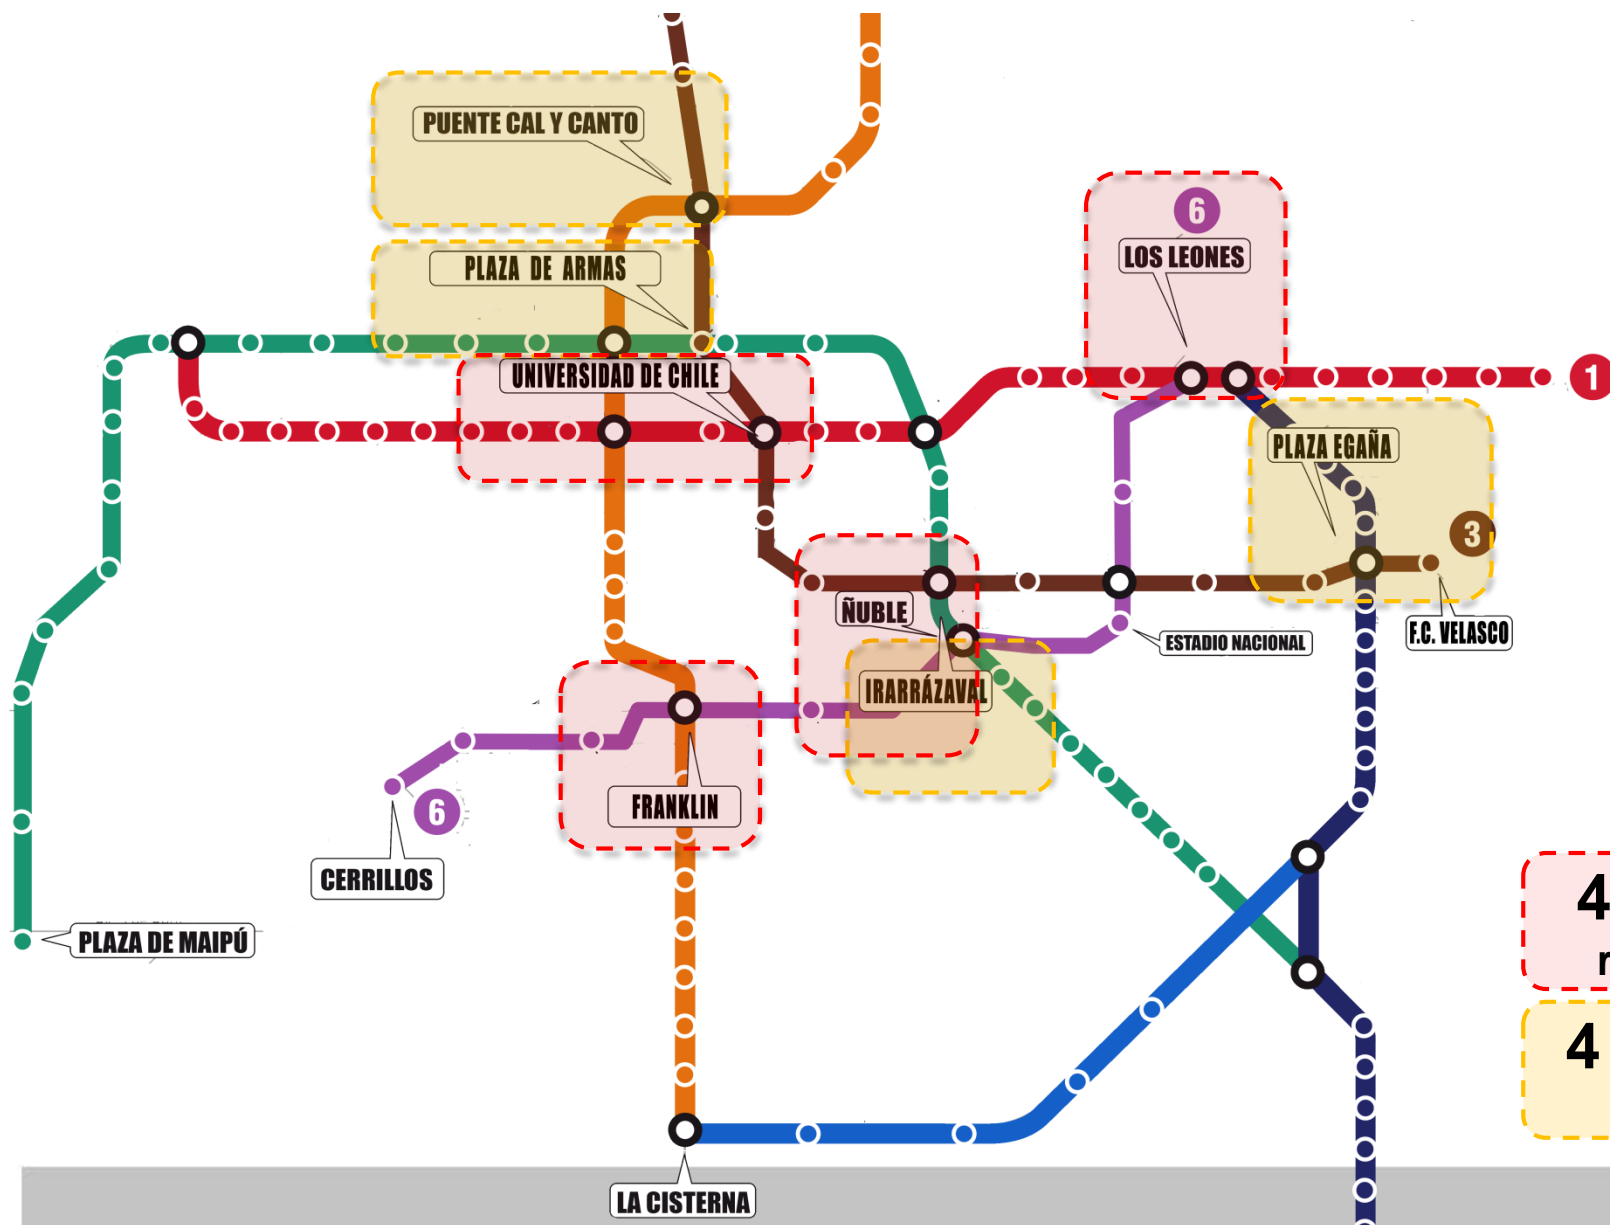 PUENTE CAL Y CANTO
6
LOS LEONES
PLAZA DE ARMAS
UNIVERSIDAD DE CHILE
1
PLAZA EGAÑA
3
ÑUBLE
F.C. VELASCO
ESTADIO NACIONAL
IRARRÁZAVAL
FRANKLIN
6
CERRILLOS
4
PLAZA DE MAIPÚ
r
4
LA CISTERNA